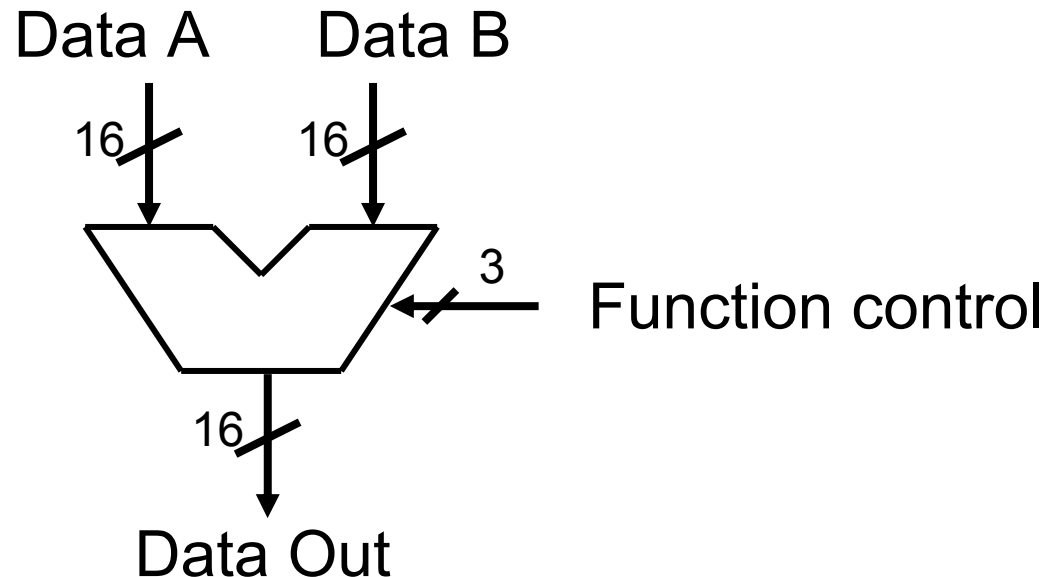 Data A Data B
16 16
3
Function control
16
Data Out